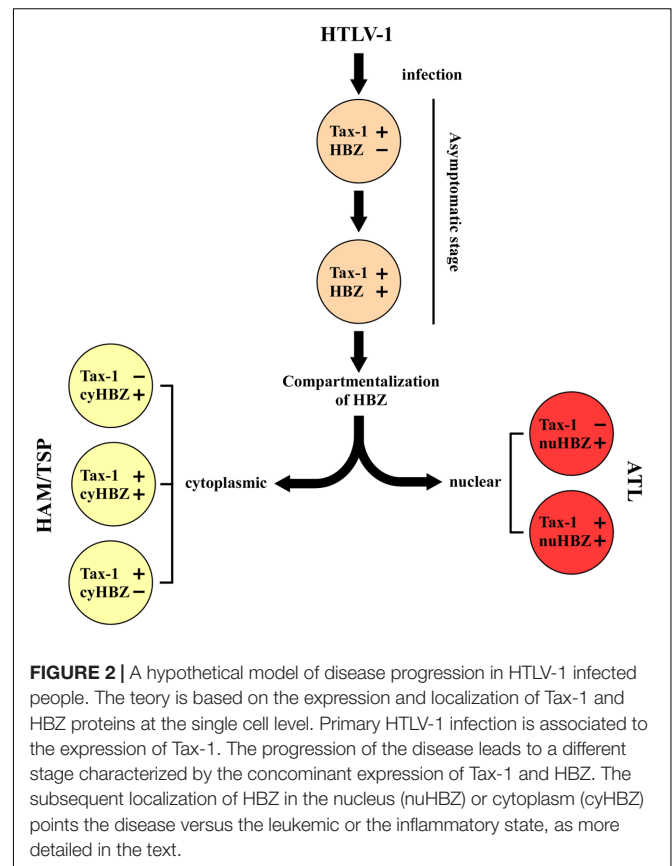 HTLV-1
infection
Tax-1 +
HBZ −
Asymptomatic stage
Tax-1 +
HBZ +
Compartmentalization
of HBZ
cytoplasmic
nuclear
HAM/TSP
Tax-1 −
cyHBZ +
Tax-1 +
cyHBZ +
Tax-1 +
cyHBZ −
ATL
Tax-1 −
nuHBZ +
Tax-1 +
nuHBZ +
FIGURE 2 | A hypothetical model of disease progression in HTLV-1 infected
people. The teory is based on the expression and localization of Tax-1 and
HBZ proteins at the single cell level. Primary HTLV-1 infection is associated to
the expression of Tax-1. The progression of the disease leads to a different
stage characterized by the concominant expression of Tax-1 and HBZ. The
subsequent localization of HBZ in the nucleus (nuHBZ) or cytoplasm (cyHBZ)
points the disease versus the leukemic or the inflammatory state, as more
detailed in the text.